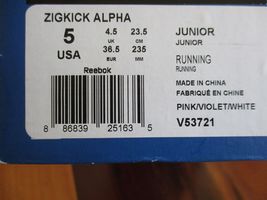 ZIGKICK ALPHA
5
USA
4.5
UK
23.5
CM
36.5
EUR
235
MM
Reebok
8 86839 25163 5
JUNIOR
JUNIOR
RUNNING
RUNNING
MADE IN CHINA
FABRIQUÉ EN CHINE
PINK/VIOLET/WHITE
V53721